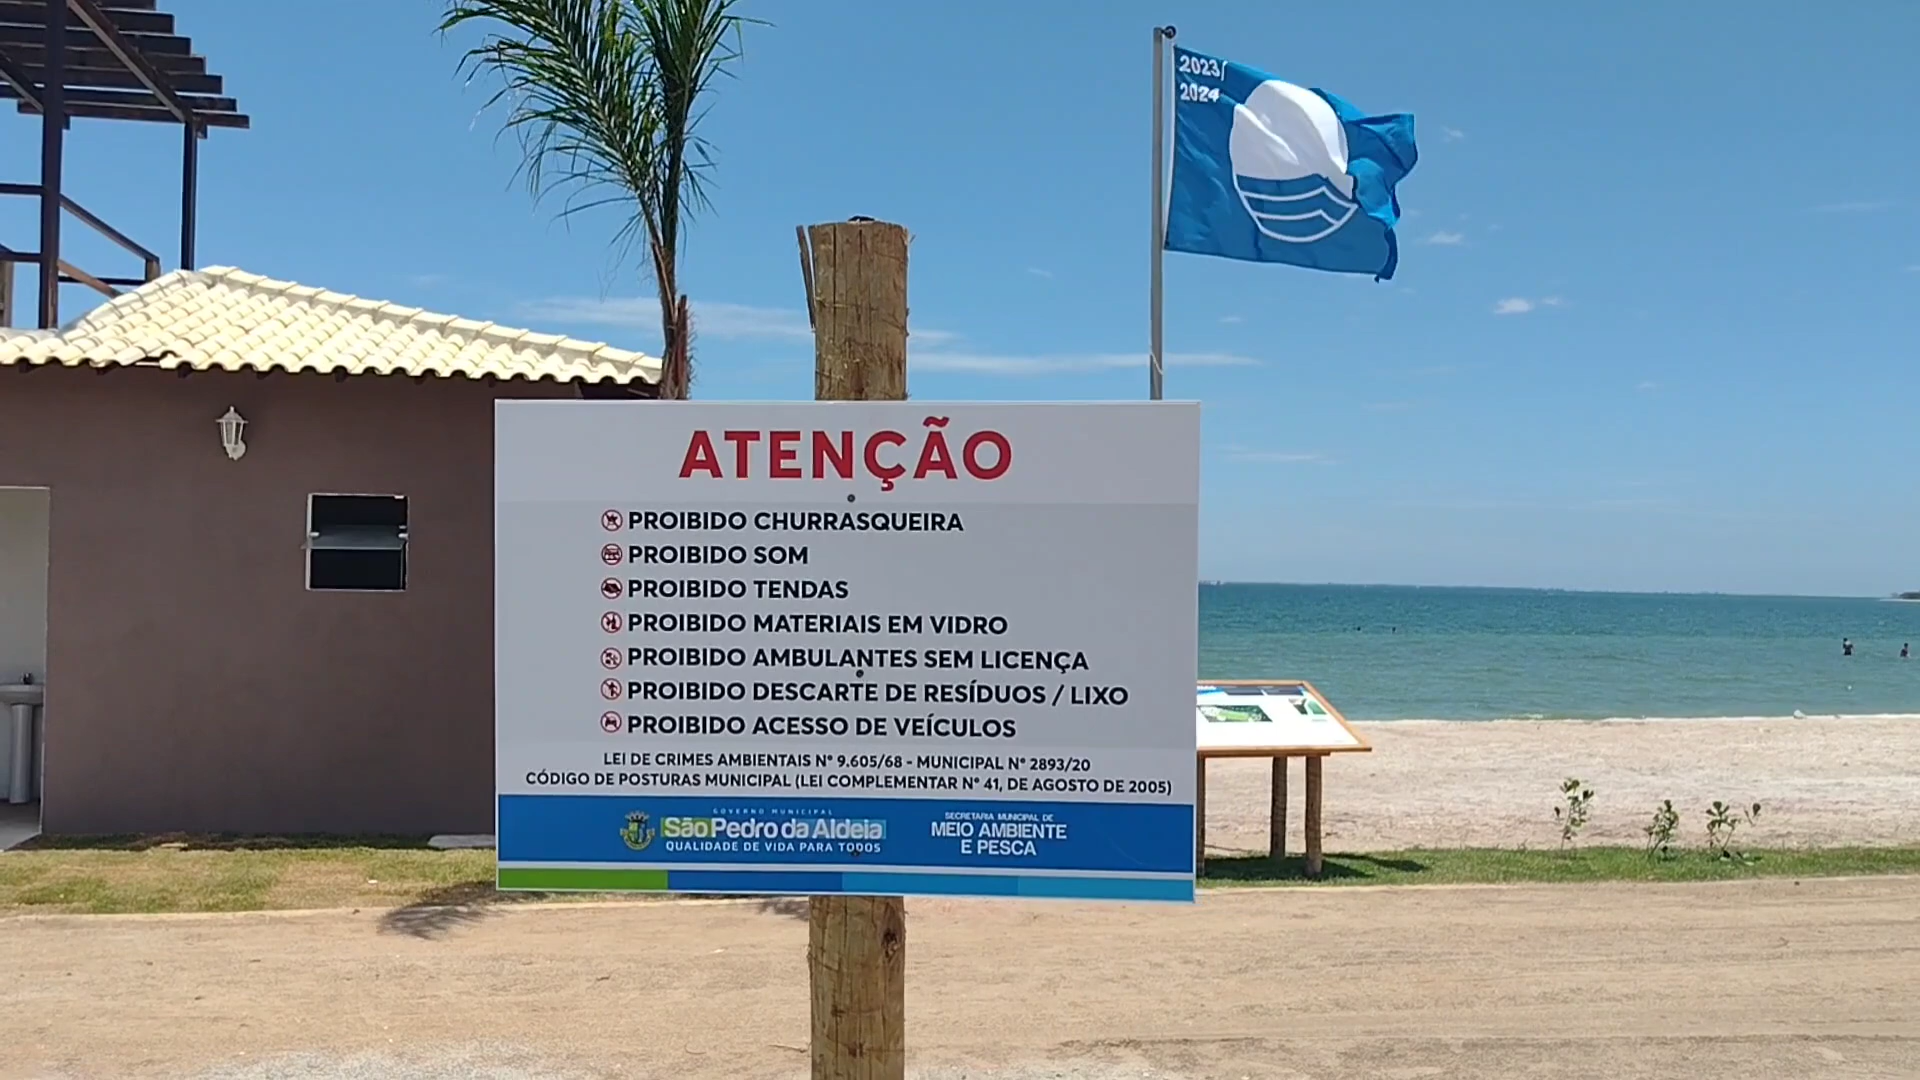 2023/
2024
ATENÇÃO
PROIBIDO CHURRASQUEIRA
PROIBIDO SOM
PROIBIDO TENDAS
PROIBIDO MATERIAIS EM VIDRO
PROIBIDO AMBULANTES SEM LICENÇA
PROIBIDO DESCARTE DE RESÍDUOS / LIXO
PROIBIDO ACESSO DE VEÍCULOS
LEI DE CRIMES AMBIENTAIS Nº 9.605/68 - MUNICIPAL Nº 2893/20
CÓDIGO DE POSTURAS MUNICIPAL (LEI COMPLEMENTAR Nº 41, DE AGOSTO DE 2005)
GOVERNO MUNICIPAL
São Pedro da Aldeia
QUALIDADE DE VIDA PARA TODOS
SECRETARIA MUNICIPAL DE
MEIO AMBIENTE
E PESCA